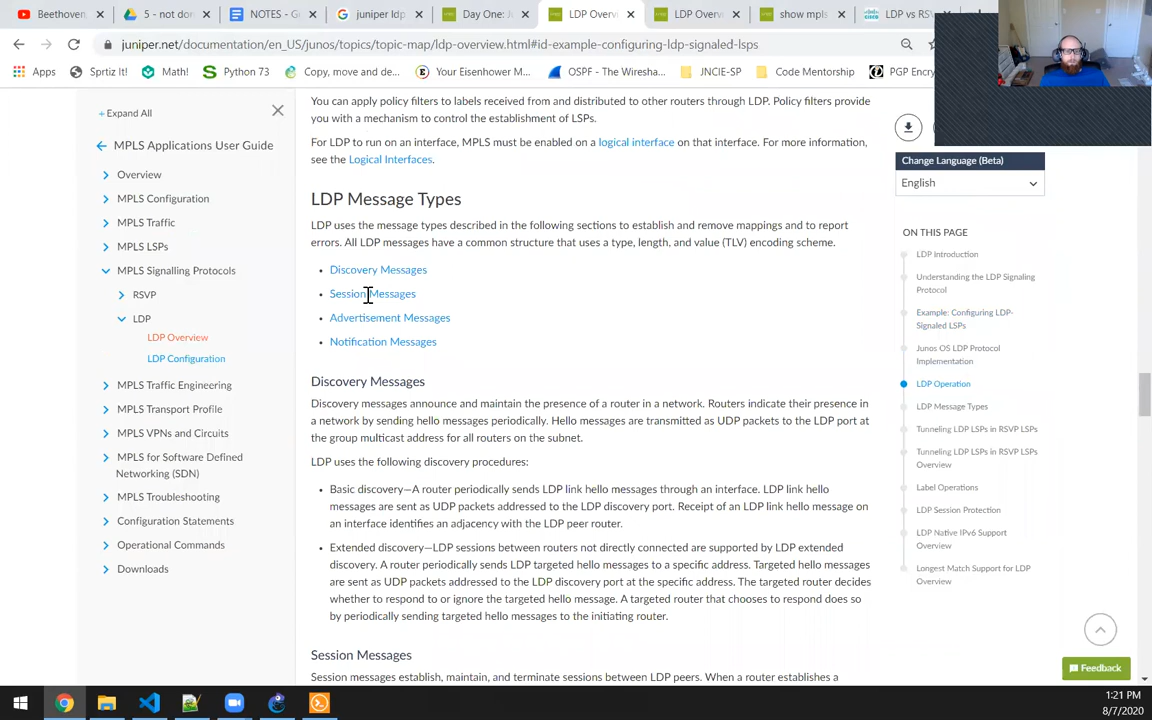 Beethoven,
5 - not don
NOTES - G
juniper ldp
Day One: J
LDP Overv
LDP Overv
show mpls
LDP vs RS
juniper.net/documentation/en_US/junos/topics/topic-map/ldp-overview.html#id-example-configuring-ldp-signaled-lsps
Apps
Sprtiz It!
Math!
Python 73
Copy, move and de...
Your Eisenhower M...
OSPF - The Wiresha...
JNCIE-SP
Code Mentorship
PGP Encry
+ Expand All
MPLS Applications User Guide
Overview
MPLS Configuration
MPLS Traffic
MPLS LSPs
MPLS Signalling Protocols
RSVP
LDP
LDP Overview
LDP Configuration
MPLS Traffic Engineering
MPLS Transport Profile
MPLS VPNs and Circuits
MPLS for Software Defined
Networking (SDN)
MPLS Troubleshooting
Configuration Statements
Operational Commands
Downloads
You can apply policy filters to labels received from and distributed to other routers through LDP. Policy filters provide
you with a mechanism to control the establishment of LSPs.
For LDP to run on an interface, MPLS must be enabled on a logical interface on that interface. For more information,
see the Logical Interfaces.
LDP Message Types
LDP uses the message types described in the following sections to establish and remove mappings and to report
errors. All LDP messages have a common structure that uses a type, length, and value (TLV) encoding scheme.
• Discovery Messages
• Session Messages
• Advertisement Messages
• Notification Messages
Discovery Messages
Discovery messages announce and maintain the presence of a router in a network. Routers indicate their presence in
a network by sending hello messages periodically. Hello messages are transmitted as UDP packets to the LDP port at
the group multicast address for all routers on the subnet.
LDP uses the following discovery procedures:
• Basic discovery—A router periodically sends LDP link hello messages through an interface. LDP link hello
messages are sent as UDP packets addressed to the LDP discovery port. Receipt of an LDP link hello message on
an interface identifies an adjacency with the LDP peer router.
• Extended discovery—LDP sessions between routers not directly connected are supported by LDP extended
discovery. A router periodically sends LDP targeted hello messages to a specific address. Targeted hello messages
are sent as UDP packets addressed to the LDP discovery port at the specific address. The targeted router decides
whether to respond to or ignore the targeted hello message. A targeted router that chooses to respond does so
by periodically sending targeted hello messages to the initiating router.
Session Messages
Session messages establish, maintain, and terminate sessions between LDP peers. When a router establishes a
Change Language (Beta)
English
ON THIS PAGE
LDP Introduction
Understanding the LDP Signaling
Protocol
Example: Configuring LDP-
Signaled LSPs
Junos OS LDP Protocol
Implementation
LDP Operation
LDP Message Types
Tunneling LDP LSPs in RSVP LSPs
Tunneling LDP LSPs in RSVP LSPs
Overview
Label Operations
LDP Session Protection
LDP Native IPv6 Support
Overview
Longest Match Support for LDP
Overview
Feedback
1:21 PM
8/7/2020